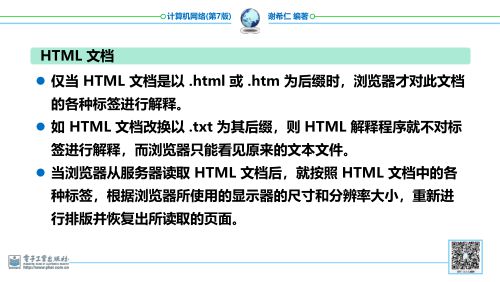 计算机网络(第7版) 谢希仁 编著
HTML 文档
仅当 HTML 文档是以 .html 或 .htm 为后缀时，浏览器才对此文档
的各种标签进行解释。
如 HTML 文档改换以 .txt 为其后缀，则 HTML 解释程序就不对标
签进行解释，而浏览器只能看见原来的文本文件。
当浏览器从服务器读取 HTML 文档后，就按照 HTML 文档中的各
种标签，根据浏览器所使用的显示器的尺寸和分辨率大小，重新进
行排版并恢复出所读取的页面。
电子工业出版社
http://www.phei.com.cn